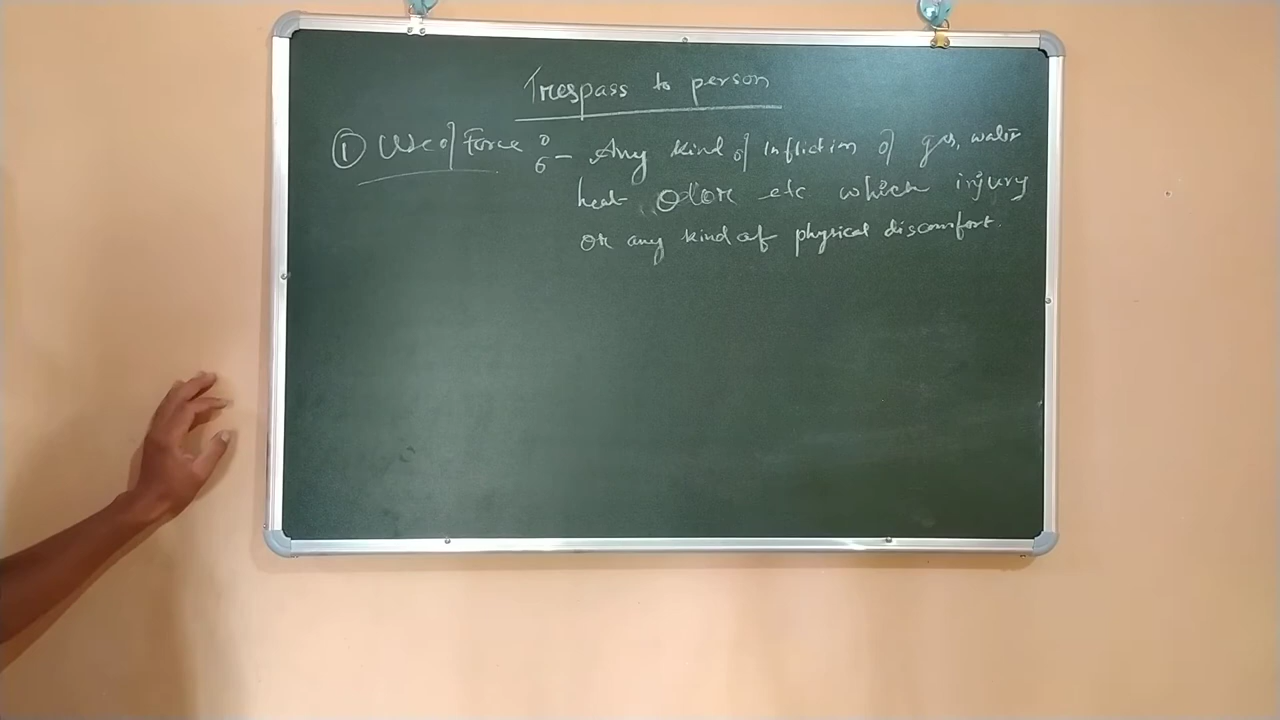 Trespass to person
① Use of Force :- Any kind of infliction of gas, water
heat odor etc which injury
or any kind of physical discomfort.